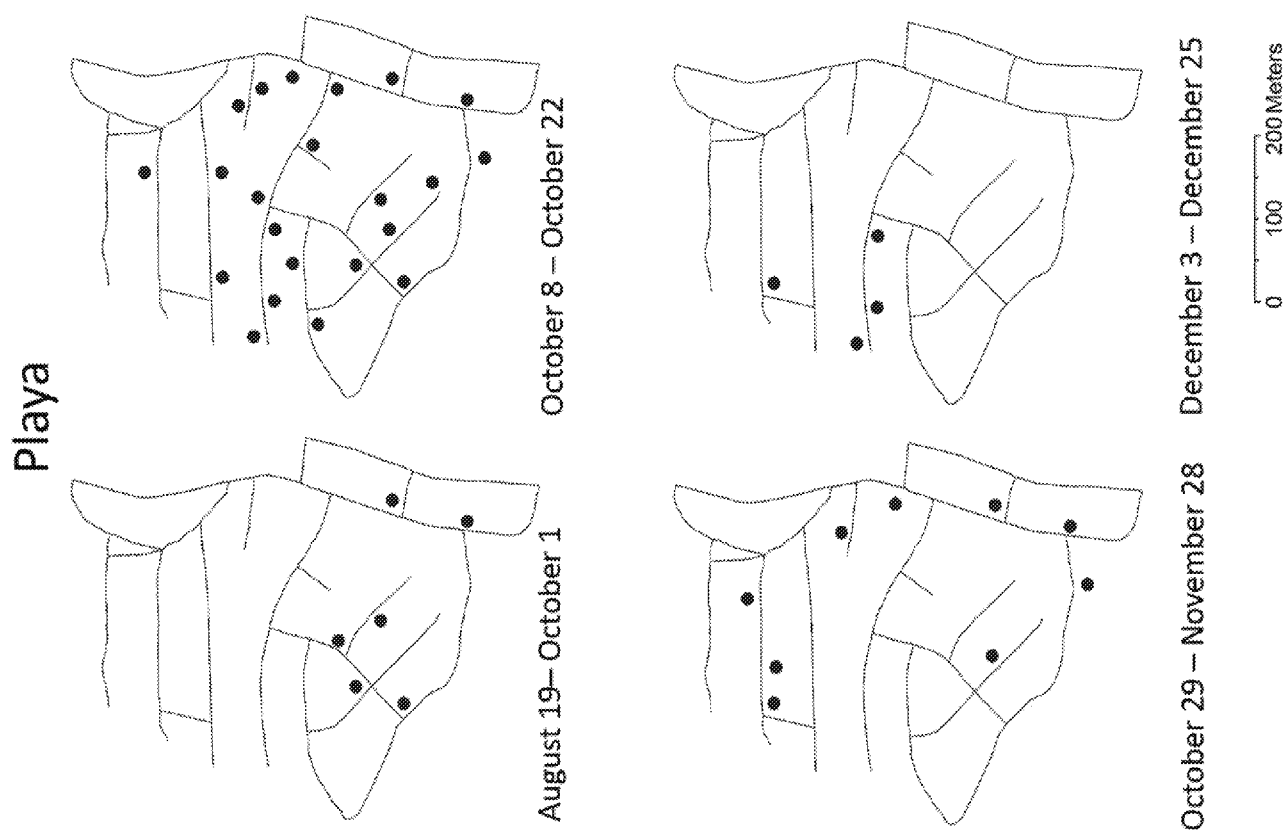 Playa
August 19– October 1
October 8 – October 22
October 29 – November 28
December 3 – December 25
0 100 200 Meters